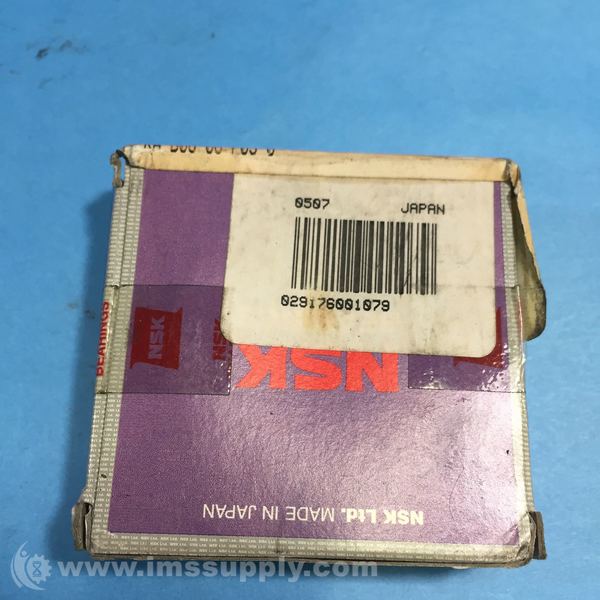 0507 JAPAN
029176001079
BEARINGS
NSK
NSK
NSK
NSK Ltd. MADE IN JAPAN
www.imssupply.com